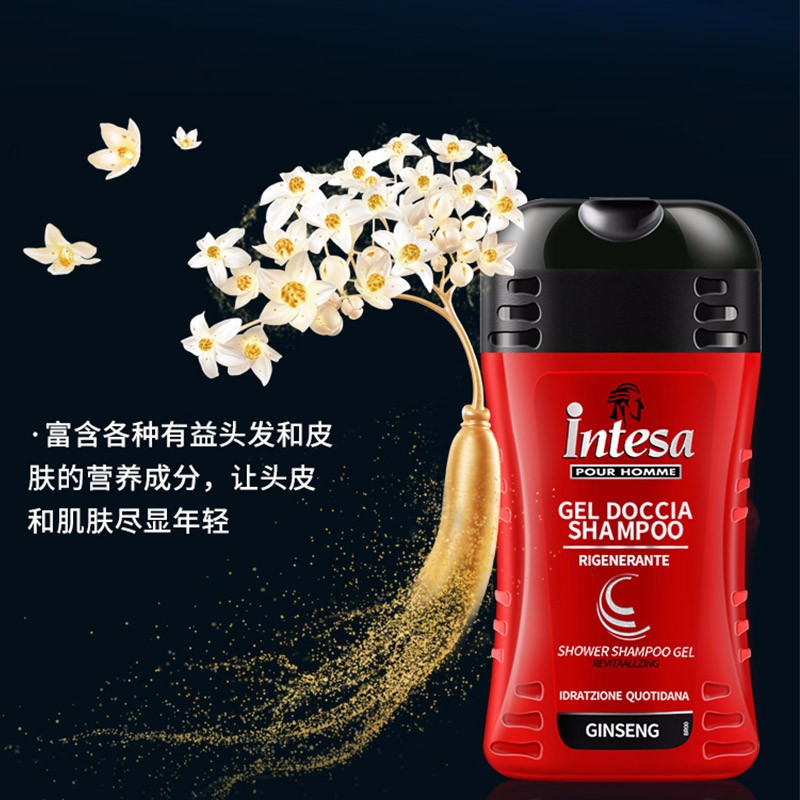 ·富含各种有益头发和皮
肤的营养成分，让头皮
和肌肤尽显年轻
intesa
POUR HOMME
GEL DOCCIA
SHAMPOO
RIGENERANTE
SHOWER SHAMPOO GEL
REVITAALLZING
IDRATZIONE QUOTIDANA
GINSENG